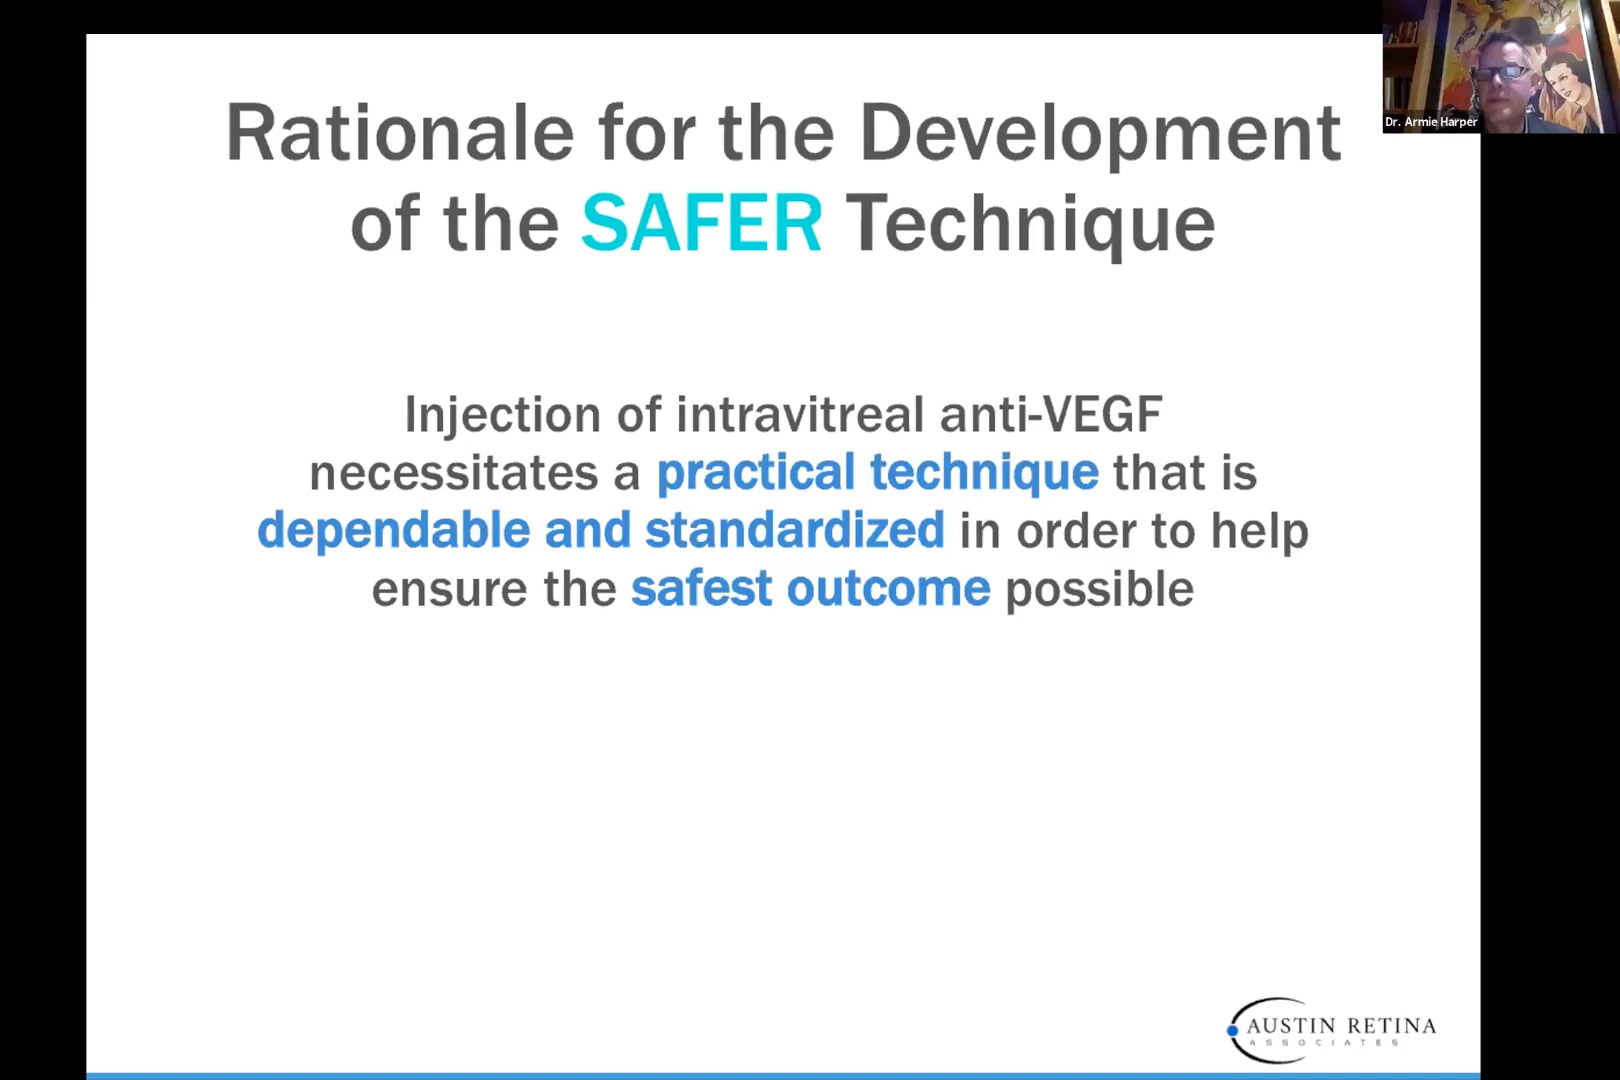 Rationale for the Development
of the SAFER Technique
Injection of intravitreal anti-VEGF
necessitates a practical technique that is
dependable and standardized in order to help
ensure the safest outcome possible
Dr. Armie Harper
AUSTIN RETINA
ASSOCIATES